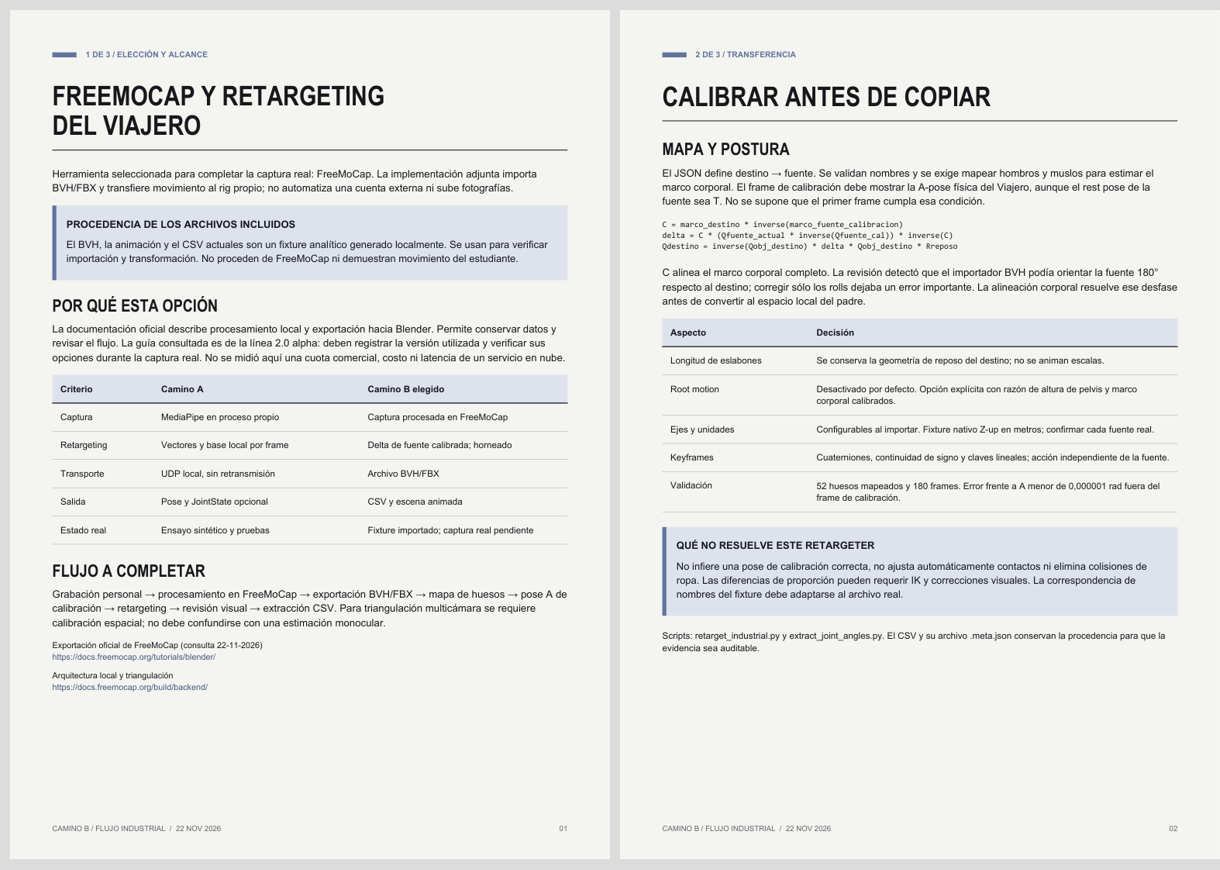 1 DE 3 / ELECCIÓN Y ALCANCE
FREEMOCAP Y RETARGETING
DEL VIAJERO
Herramienta seleccionada para completar la captura real: FreeMoCap. La implementación adjunta importa
BVH/FBX y transfiere movimiento al rig propio; no automatiza una cuenta externa ni sube fotografías.
PROCEDENCIA DE LOS ARCHIVOS INCLUIDOS
El BVH, la animación y el CSV actuales son un fixture analítico generado localmente. Se usan para verificar
importación y transformación. No proceden de FreeMoCap ni demuestran movimiento del estudiante.
POR QUÉ ESTA OPCIÓN
La documentación oficial describe procesamiento local y exportación hacia Blender. Permite conservar datos y
revisar el flujo. La guía consultada es de la línea 2.0 alpha: deben registrar la versión utilizada y verificar sus
opciones durante la captura real. No se midió aquí una cuota comercial, costo ni latencia de un servicio en nube.
Criterio Camino A Camino B elegido
Captura MediaPipe en proceso propio Captura procesada en FreeMoCap
Retargeting Vectores y base local por frame Delta de fuente calibrada; horneado
Transporte UDP local, sin retransmisión Archivo BVH/FBX
Salida Pose y JointState opcional CSV y escena animada
Estado real Ensayo sintético y pruebas Fixture importado; captura real pendiente
FLUJO A COMPLETAR
Grabación personal → procesamiento en FreeMoCap → exportación BVH/FBX → mapa de huesos → pose A de
calibración → retargeting → revisión visual → extracción CSV. Para triangulación multicámara se requiere
calibración espacial; no debe confundirse con una estimación monocular.
Exportación oficial de FreeMoCap (consulta 22-11-2026)
https://docs.freemocap.org/tutorials/blender/
Arquitectura local y triangulación
https://docs.freemocap.org/build/backend/
CAMINO B / FLUJO INDUSTRIAL / 22 NOV 2026 01
2 DE 3 / TRANSFERENCIA
CALIBRAR ANTES DE COPIAR
MAPA Y POSTURA
El JSON define destino → fuente. Se validan nombres y se exige mapear hombros y muslos para estimar el
marco corporal. El frame de calibración debe mostrar la A-pose física del Viajero, aunque el rest pose de la
fuente sea T. No se supone que el primer frame cumpla esa condición.
C = marco_destino * inverse(marco_fuente_calibracion)
delta = C * (Qfuente_actual * inverse(Qfuente_cal)) * inverse(C)
Qdestino = inverse(Qobj_destino) * delta * Qobj_destino * Rreposo
C alinea el marco corporal completo. La revisión detectó que el importador BVH podía orientar la fuente 180°
respecto al destino; corregir sólo los rolls dejaba un error importante. La alineación corporal resuelve ese desfase
antes de convertir al espacio local del padre.
Aspecto Decisión
Longitud de eslabones Se conserva la geometría de reposo del destino; no se animan escalas.
Root motion Desactivado por defecto. Opción explícita con razón de altura de pelvis y marco
corporal calibrados.
Ejes y unidades Configurables al importar. Fixture nativo Z-up en metros; confirmar cada fuente real.
Keyframes Cuaterniones, continuidad de signo y claves lineales; acción independiente de la fuente.
Validación 52 huesos mapeados y 180 frames. Error frente a A menor de 0,000001 rad fuera del
frame de calibración.
QUÉ NO RESUELVE ESTE RETARGETER
No infiere una pose de calibración correcta, no ajusta automáticamente contactos ni elimina colisiones de
ropa. Las diferencias de proporción pueden requerir IK y correcciones visuales. La correspondencia de
nombres del fixture debe adaptarse al archivo real.
Scripts: retarget_industrial.py y extract_joint_angles.py. El CSV y su archivo .meta.json conservan la procedencia para que la
evidencia sea auditable.
CAMINO B / FLUJO INDUSTRIAL / 22 NOV 2026 02